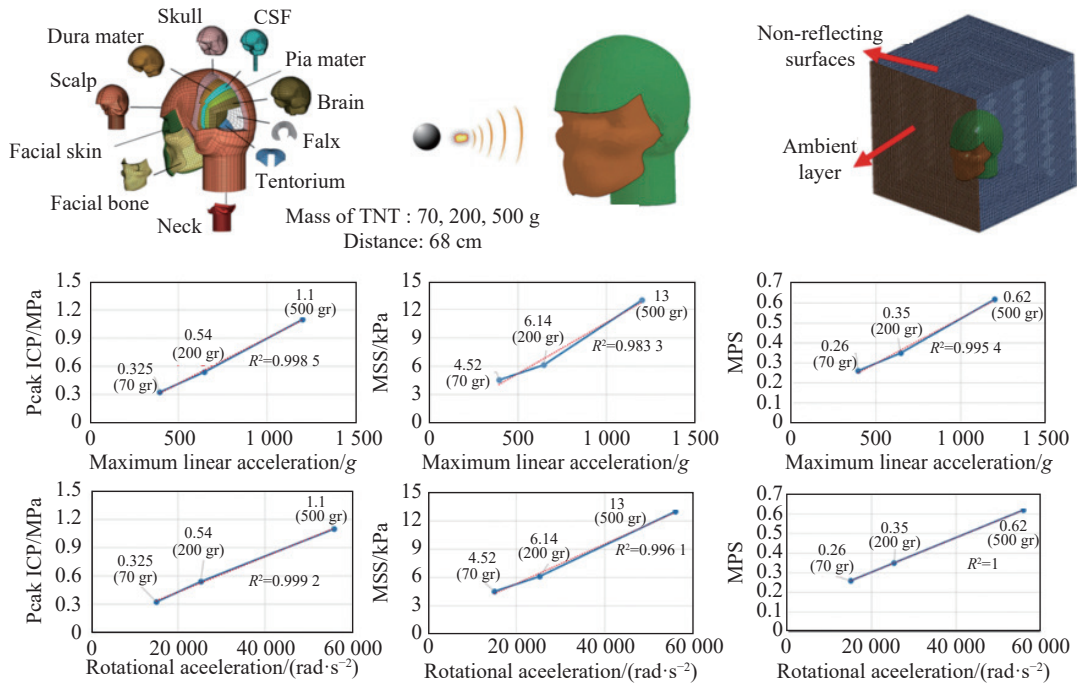 Skull
CSF
Dura mater
Pia mater
Scalp
Brain
Falx
Facial skin
Tentorium
Facial bone
Neck
Mass of TNT : 70, 200, 500 g
Distance: 68 cm
Non-reflecting
surfaces
Ambient
layer
Pcak ICP/MPa
1.5
1.2
0.9
0.6
0.3
0
0.325
(70 gr)
0.54
(200 gr)
1.1
(500 gr)
R²=0.998 5
0 500 1 000 1 500
Maximum linear acceleration/g
MSS/kPa
15
12
9
6
3
0
4.52
(70 gr)
6.14
(200 gr)
13
(500 gr)
R²=0.983 3
0 500 1 000 1 500
Maximum linear acceleration/g
MPS
0.7
0.6
0.5
0.4
0.3
0.2
0.1
0
0.26
(70 gr)
0.35
(200 gr)
0.62
(500 gr)
R²=0.995 4
0 500 1 000 1 500
Maximum linear acceleration/g
Pcak ICP/MPa
1.5
1.2
0.9
0.6
0.3
0
0.325
(70 gr)
0.54
(200 gr)
1.1
(500 gr)
R²=0.999 2
20 000 40 000 60 000
Rotational aceeleration/(rad·s⁻²)
MSS/kPa
15
12
9
6
3
0
4.52
(70 gr)
6.14
(200 gr)
13
(500 gr)
R²=0.996 1
0 20 000 40 000 60 000
Rotational aceeleration/(rad·s⁻²)
MPS
0.7
0.6
0.5
0.4
0.3
0.2
0.1
0
0.26
(70 gr)
0.35
(200 gr)
0.62
(500 gr)
R²=1
0 20 000 40 000 60 000
Rotational aceeleration/(rad·s⁻²)